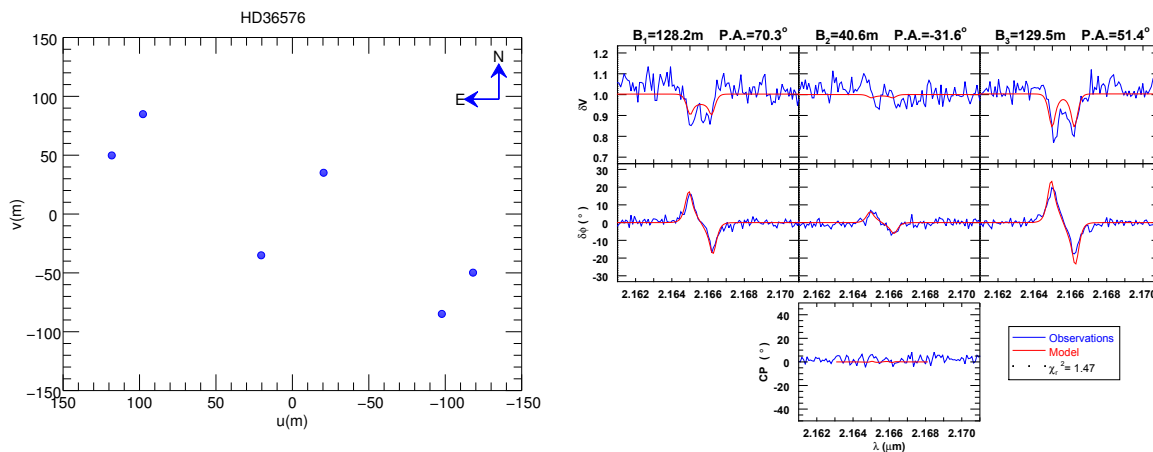 HD36576
N
E
150
100
50
0
−50
−100
−150
150 100 50 0 −50 −100 −150
v(m)
u(m)
B₁=128.2m P.A.=70.3° B₂=40.6m P.A.=-31.6° B₃=129.5m P.A.=51.4°
1.2
1.1
1.0
0.9
0.8
0.7
∂V
30
20
10
0
-10
-20
-30
δϕ (°)
2.162 2.164 2.166 2.168 2.170 2.162 2.164 2.166 2.168 2.170 2.162 2.164 2.166 2.168 2.170
40
20
0
-20
-40
CP (°)
2.162 2.164 2.166 2.168 2.170
λ (μm)
Observations
Model
χᵣ²= 1.47